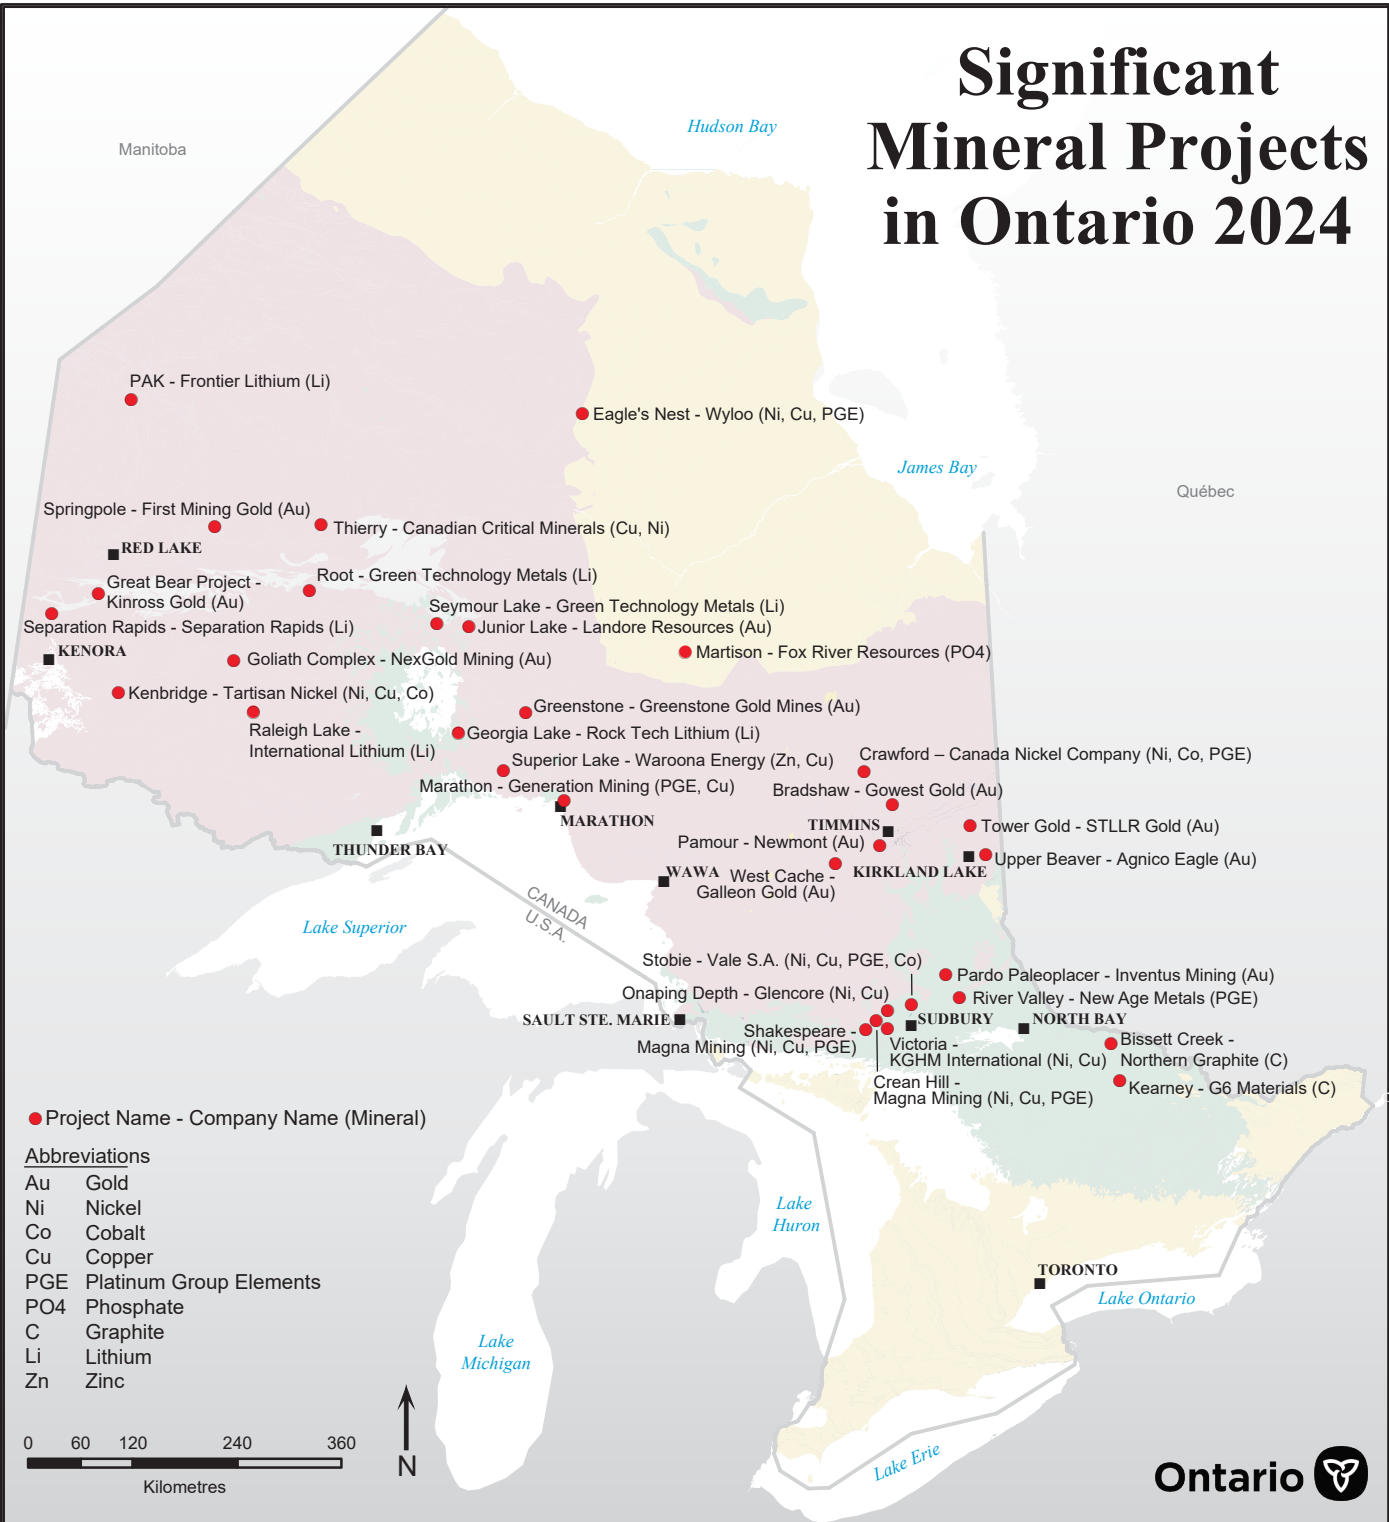 Significant
Mineral Projects
in Ontario 2024
Hudson Bay
Manitoba
PAK - Frontier Lithium (Li)
Eagle's Nest - Wyloo (Ni, Cu, PGE)
James Bay
Québec
Springpole - First Mining Gold (Au)
Thierry - Canadian Critical Minerals (Cu, Ni)
RED LAKE
Great Bear Project -
Kinross Gold (Au)
Root - Green Technology Metals (Li)
Seymour Lake - Green Technology Metals (Li)
Separation Rapids - Separation Rapids (Li)
Junior Lake - Landore Resources (Au)
KENORA
Goliath Complex - NexGold Mining (Au)
Martison - Fox River Resources (PO4)
Kenbridge - Tartisan Nickel (Ni, Cu, Co)
Greenstone - Greenstone Gold Mines (Au)
Raleigh Lake -
International Lithium (Li)
Georgia Lake - Rock Tech Lithium (Li)
Superior Lake - Waroona Energy (Zn, Cu)
Crawford – Canada Nickel Company (Ni, Co, PGE)
Marathon - Generation Mining (PGE, Cu)
Bradshaw - Gowest Gold (Au)
MARATHON
TIMMINS
Tower Gold - STLLR Gold (Au)
Pamour - Newmont (Au)
THUNDER BAY
Upper Beaver - Agnico Eagle (Au)
WAWA
West Cache -
Galleon Gold (Au)
KIRKLAND LAKE
CANADA
U.S.A.
Lake Superior
Stobie - Vale S.A. (Ni, Cu, PGE, Co)
Pardo Paleoplacer - Inventus Mining (Au)
Onaping Depth - Glencore (Ni, Cu)
River Valley - New Age Metals (PGE)
SAULT STE. MARIE
SUDBURY
NORTH BAY
Shakespeare -
Magna Mining (Ni, Cu, PGE)
Victoria -
KGHM International (Ni, Cu)
Bissett Creek -
Northern Graphite (C)
Crean Hill -
Magna Mining (Ni, Cu, PGE)
Kearney - G6 Materials (C)
Project Name - Company Name (Mineral)
Abbreviations
Au Gold
Ni Nickel
Co Cobalt
Cu Copper
PGE Platinum Group Elements
PO4 Phosphate
C Graphite
Li Lithium
Zn Zinc
Lake
Huron
TORONTO
Lake Ontario
Lake
Michigan
Lake Erie
0 60 120 240 360
Kilometres
N
Ontario